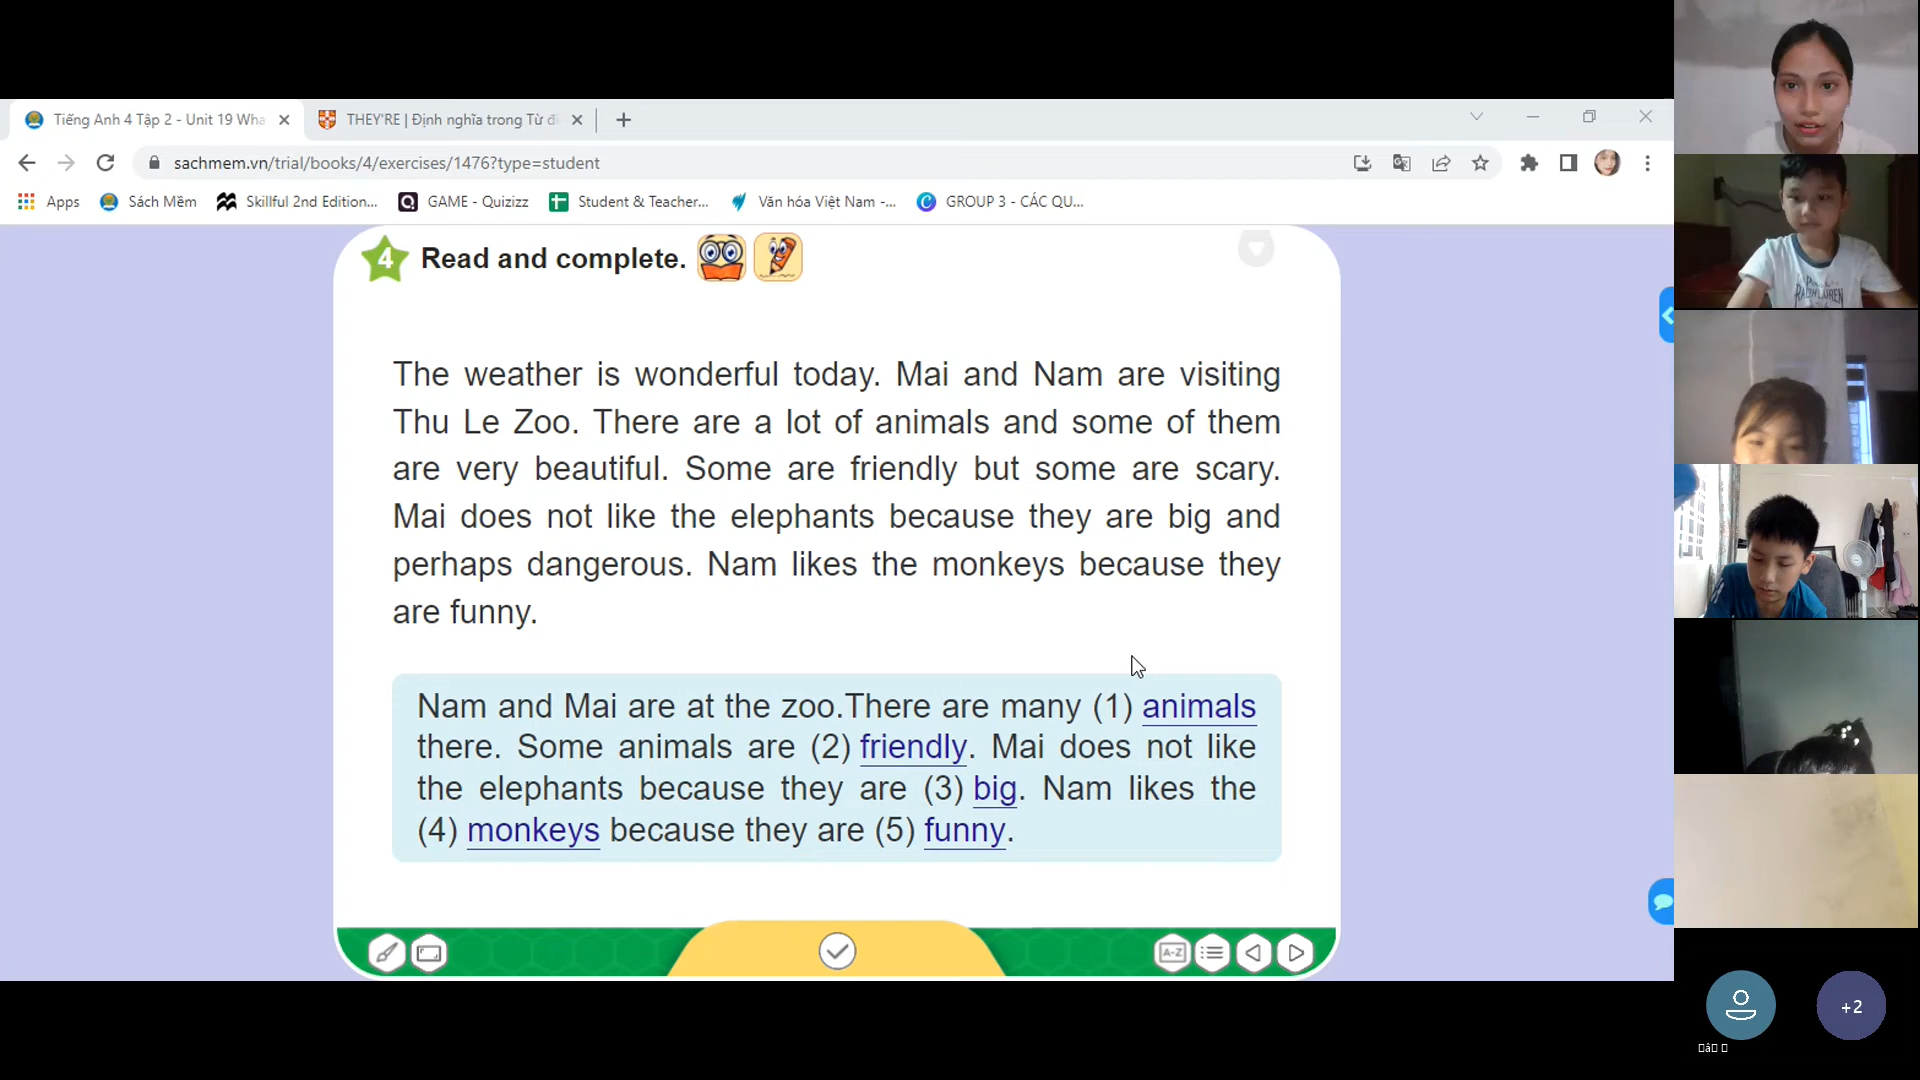 Tiếng Anh 4 Tập 2 - Unit 19 Wha
THEY'RE | Định nghĩa trong Từ đi
sachmem.vn/trial/books/4/exercises/1476?type=student
Apps
Sách Mềm
Skillful 2nd Edition...
GAME - Quizizz
Student & Teacher...
Văn hóa Việt Nam -...
GROUP 3 - CÁC QU...
4 Read and complete.
The weather is wonderful today. Mai and Nam are visiting
Thu Le Zoo. There are a lot of animals and some of them
are very beautiful. Some are friendly but some are scary.
Mai does not like the elephants because they are big and
perhaps dangerous. Nam likes the monkeys because they
are funny.
Nam and Mai are at the zoo.There are many (1) animals
there. Some animals are (2) friendly. Mai does not like
the elephants because they are (3) big. Nam likes the
(4) monkeys because they are (5) funny.
A-Z
+2